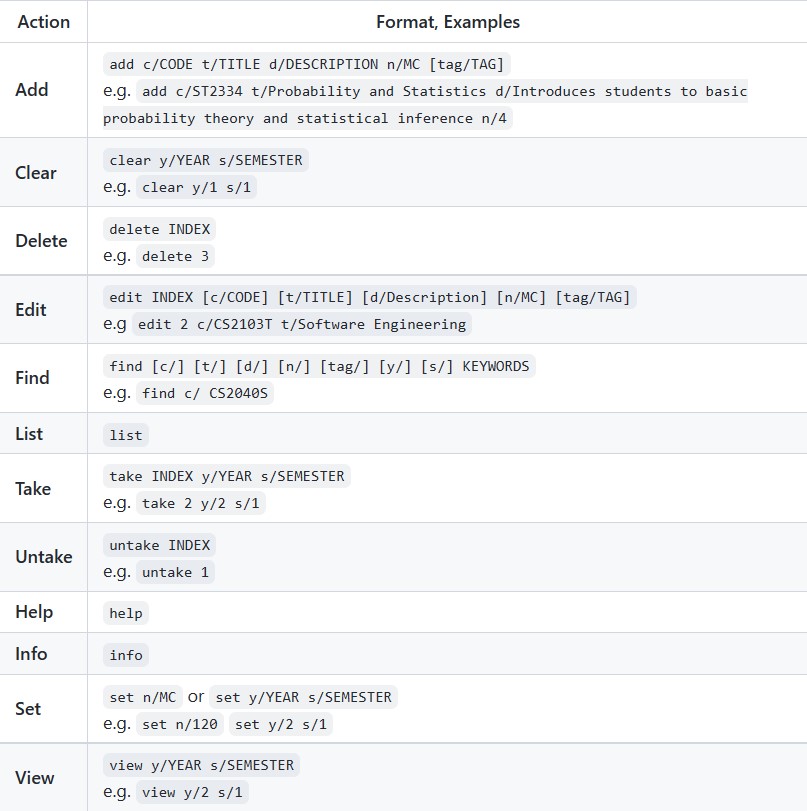 Action Format, Examples
Add
add c/CODE t/TITLE d/DESCRIPTION n/MC [tag/TAG]
e.g. add c/ST2334 t/Probability and Statistics d/Introduces students to basic
probability theory and statistical inference n/4
Clear
clear y/YEAR s/SEMESTER
e.g. clear y/1 s/1
Delete
delete INDEX
e.g. delete 3
Edit
edit INDEX [c/CODE] [t/TITLE] [d/Description] [n/MC] [tag/TAG]
e.g edit 2 c/CS2103T t/Software Engineering
Find
find [c/] [t/] [d/] [n/] [tag/] [y/] [s/] KEYWORDS
e.g. find c/ CS2040S
List
list
Take
take INDEX y/YEAR s/SEMESTER
e.g. take 2 y/2 s/1
Untake
untake INDEX
e.g. untake 1
Help
help
Info
info
Set
set n/MC or set y/YEAR s/SEMESTER
e.g. set n/120 set y/2 s/1
View
view y/YEAR s/SEMESTER
e.g. view y/2 s/1